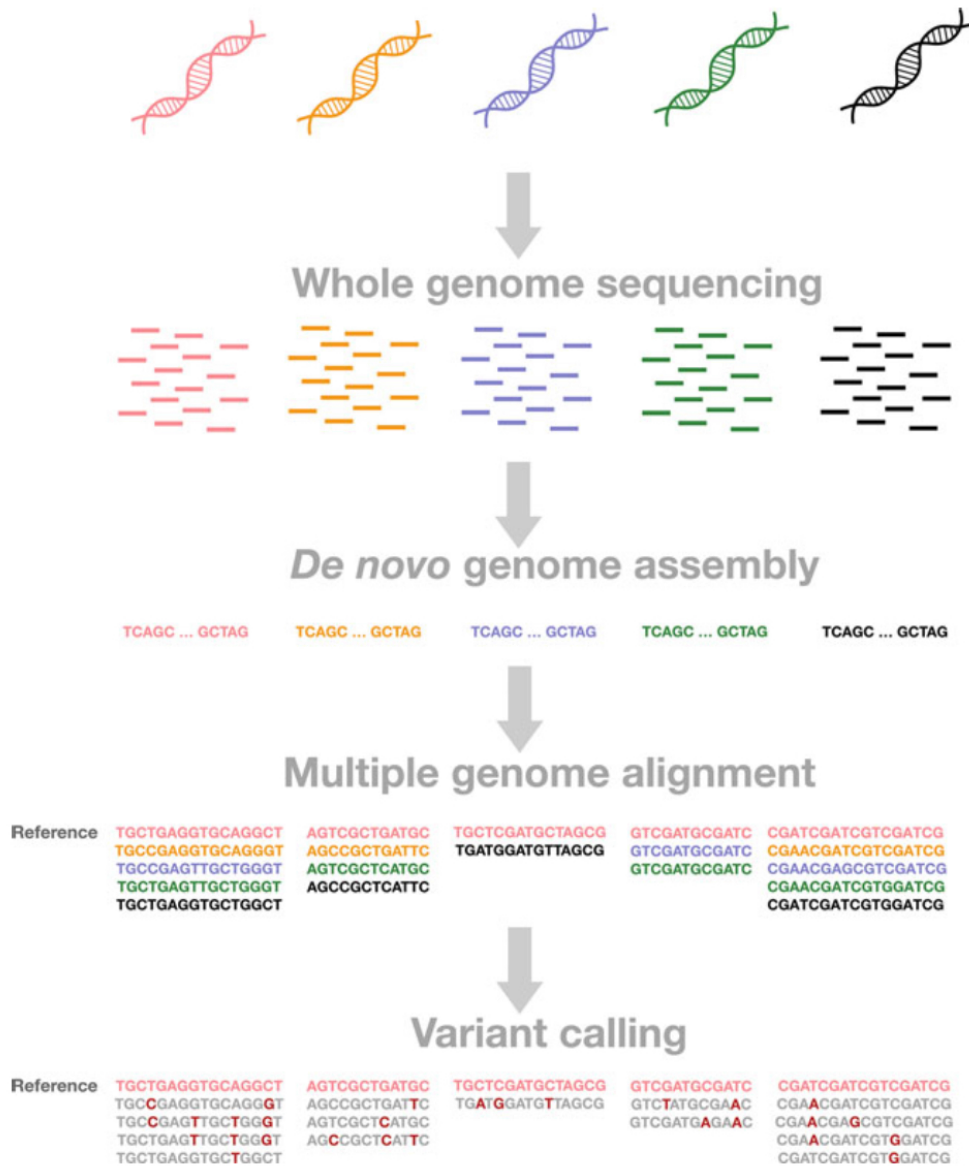 Whole genome sequencing
De novo genome assembly
TCAGC ... GCTAG TCAGC ... GCTAG TCAGC ... GCTAG TCAGC ... GCTAG TCAGC ... GCTAG
Multiple genome alignment
Reference TGCTGAGGTGCAGGCT AGTCGCTGATGC TGCTCGATGCTAGCG GTCGATGCGATC CGATCGATCGTCGATCG
TGCCGAGGTGCAGGGT AGCCGCTGATTC TGATGGATGTTAGCG GTCGATGCGATC CGAACGATCGTCGATCG
TGCCGAGTTGCTGGGT AGTCGCTCATGC GTCGATGCGATC CGAACGAGCGTCGATCG
TGCTGAGTTGCTGGGT AGCCGCTCATTC CGAACGATCGTGGATCG
TGCTGAGGTGCTGGCT CGATCGATCGTGGATCG
Variant calling
Reference TGCTGAGGTGCAGGCT AGTCGCTGATGC TGCTCGATGCTAGCG GTCGATGCGATC CGATCGATCGTCGATCG
TGCCGAGGTGCAGGGT AGCCGCTGATTC TGATGGATGTTAGCG GTCTATGCGAAC CGAACGATCGTCGATCG
TGCCGAGTTGCTGGGT AGTCGCTCATGC GTCGATGAGAAC CGAACGAGCGTCGATCG
TGCTGAGTTGCTGGGT AGCCGCTCATTC CGAACGATCGTGGATCG
TGCTGAGGTGCTGGCT CGATCGATCGTGGATCG